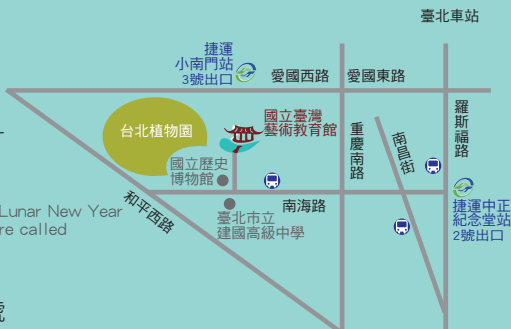 臺北車站
捷運
小南門站
3號出口
愛國西路
愛國東路
羅斯福路
國立臺灣
藝術教育館
台北植物園
重慶南路
南昌街
國立歷史
博物館
和平西路
南海路
臺北市立
建國高級中學
捷運中正
紀念堂站
2號出口
Lunar New Year
re called